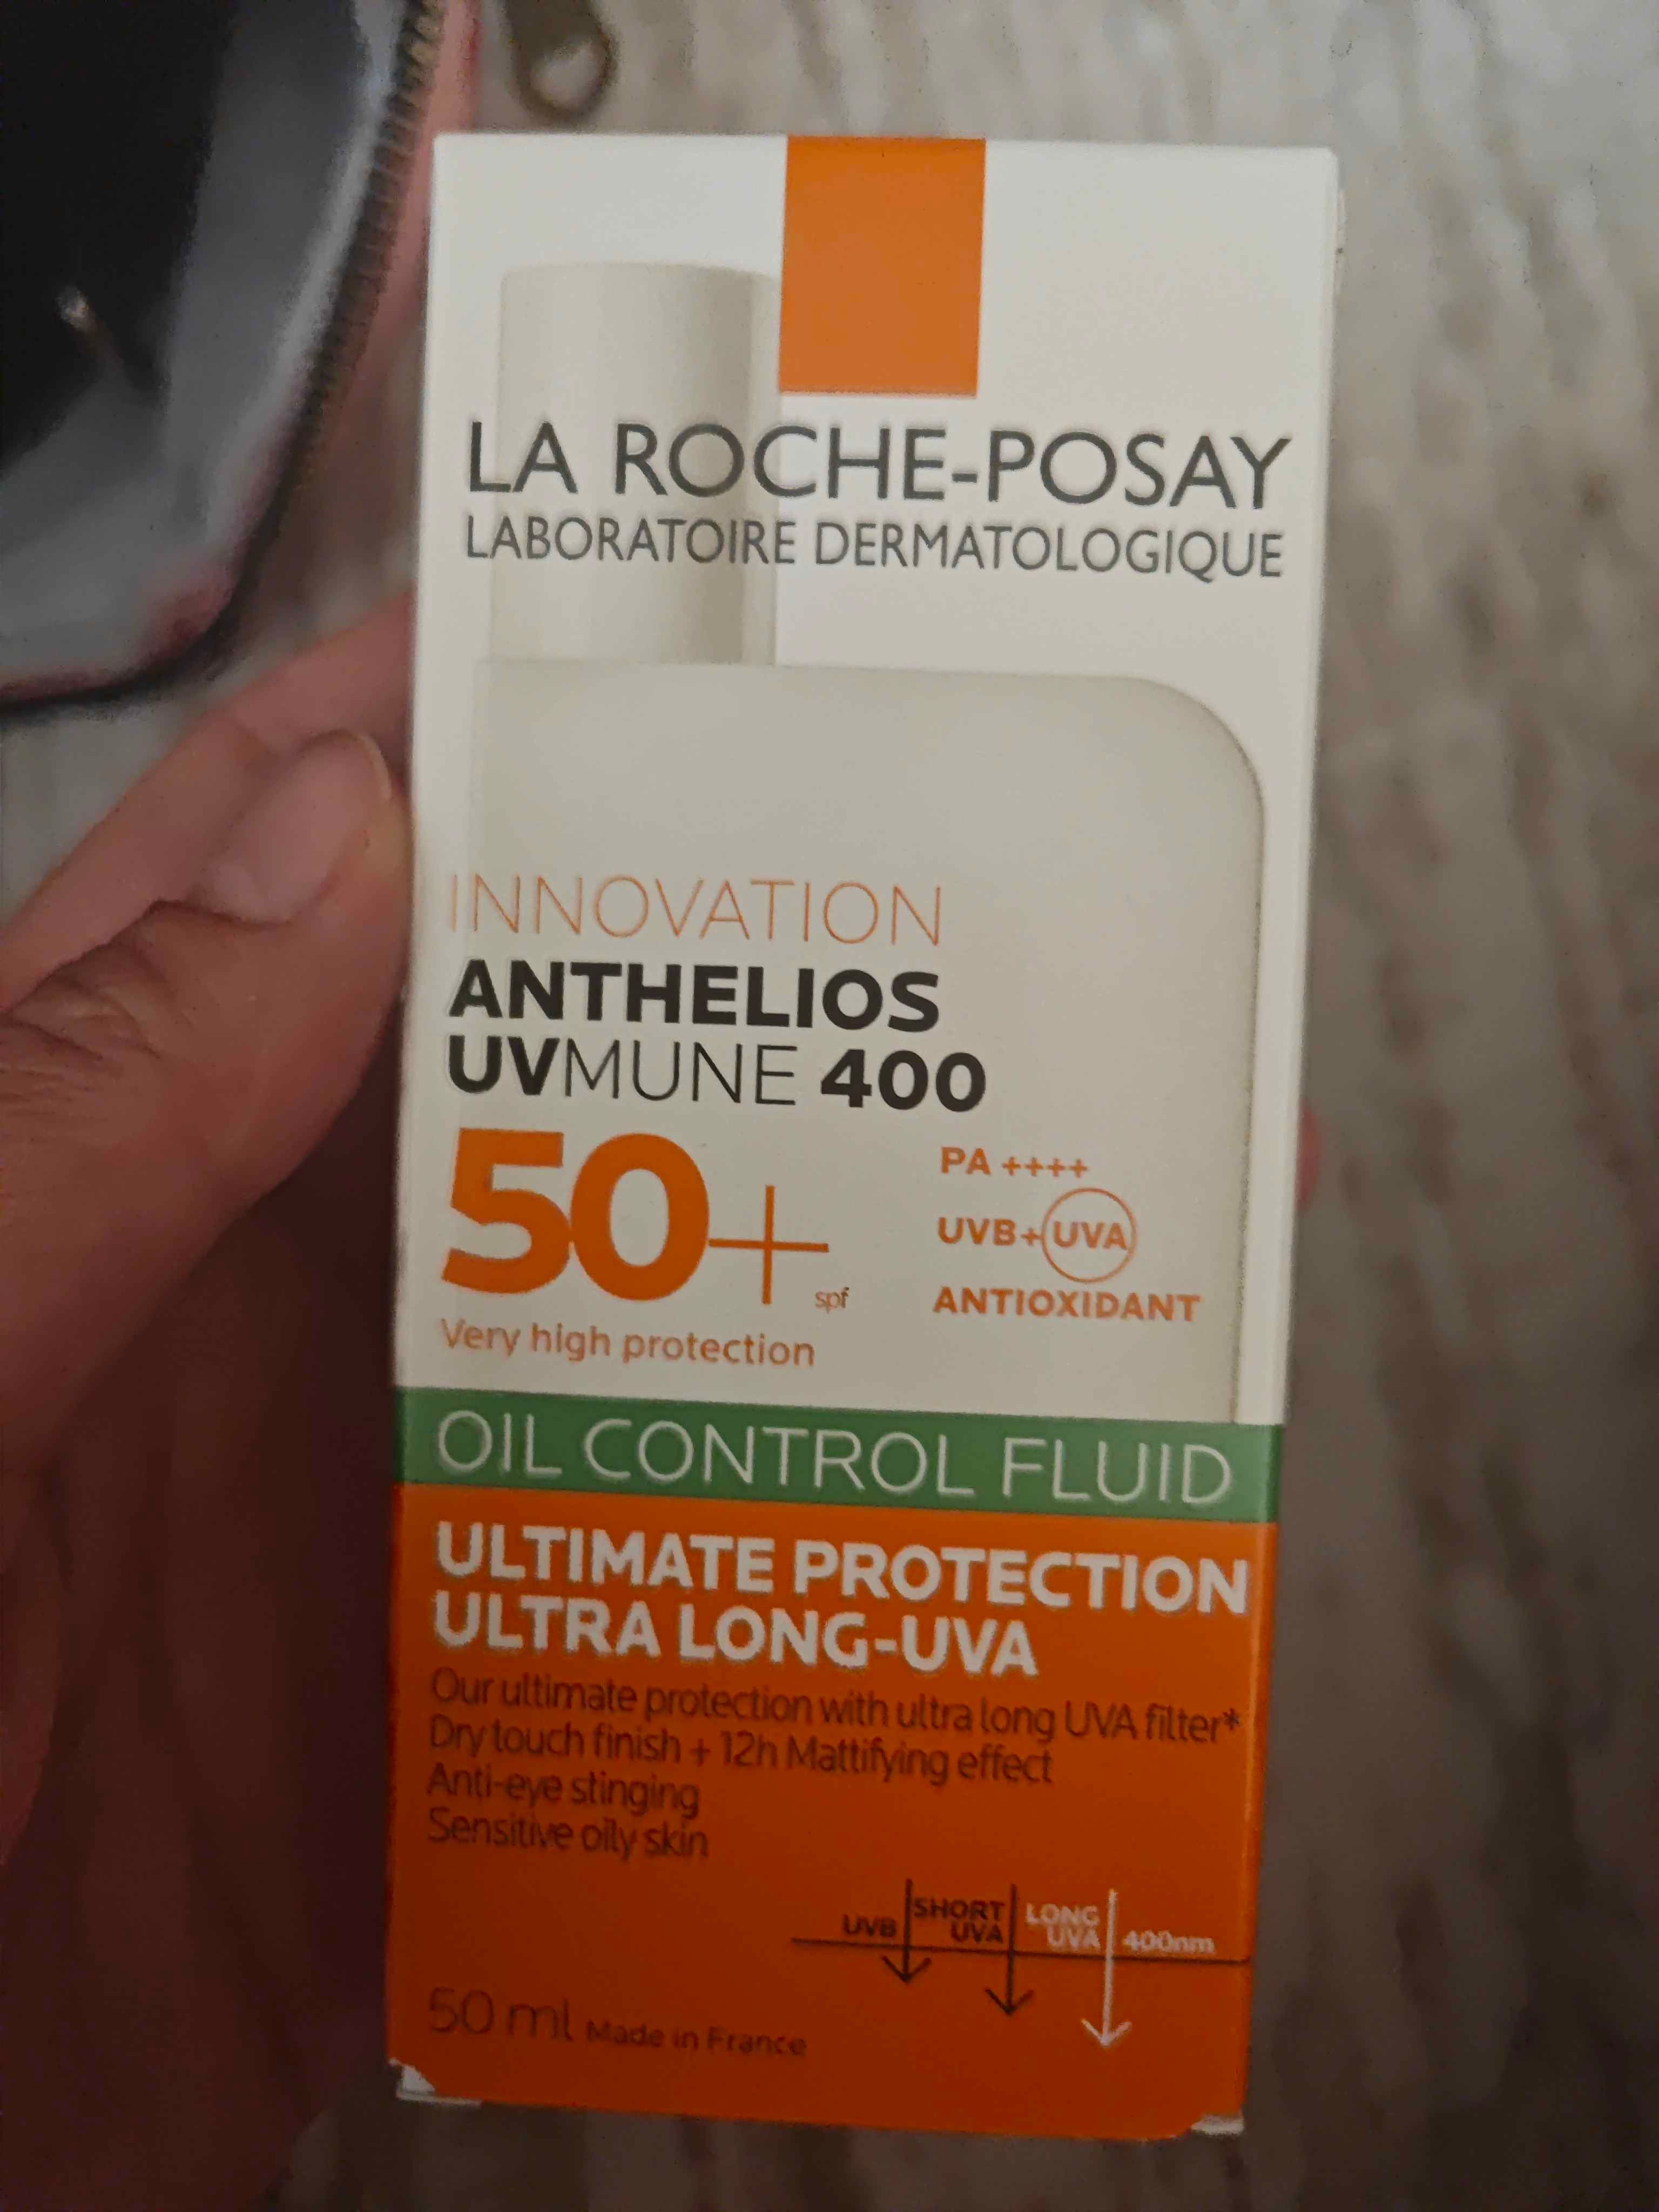 LA ROCHE-POSAY
LABORATOIRE DERMATOLOGIQUE
INNOVATION
ANTHELIOS
UVMUNE 400
50+
spf
Very high protection
PA ++++
UVB+UVA
ANTIOXIDANT
OIL CONTROL FLUID
ULTIMATE PROTECTION
ULTRA LONG-UVA
Our ultimate protection with ultra long UVA filter*
Dry touch finish + 12h Mattifying effect
Anti-eye stinging
Sensitive oily skin
UVB
SHORT
UVA
LONG
UVA
400nm
50 ml Made in France